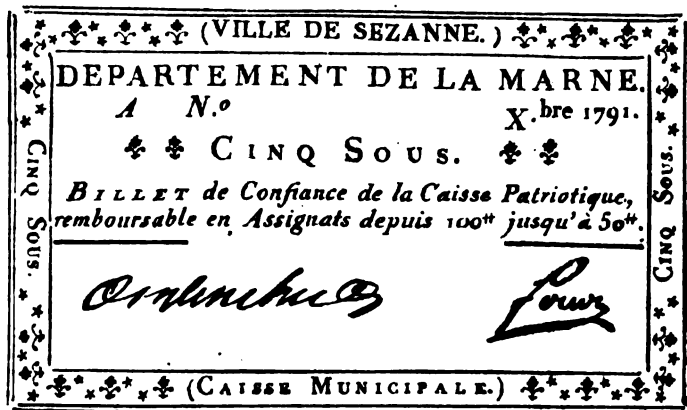 (VILLE DE SEZANNE.)
DEPARTEMENT DE LA MARNE.
A N.o X.bre 1791.
CINQ SOUS.
BILLET de Confiance de la Caisse Patriotique,
remboursable en Assignats depuis 100tt jusqu'à 50tt.
CINQ SOUS.
CINQ SOUS.
(CAISSE MUNICIPALE.)